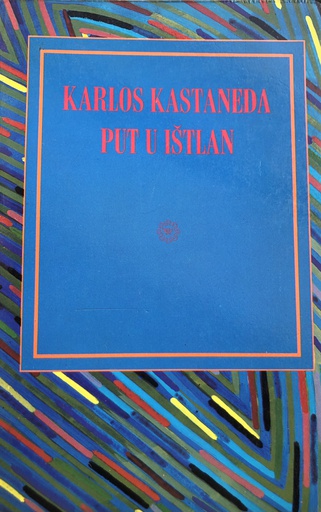 KARLOS KASTANEDA
PUT U IŠTLAN